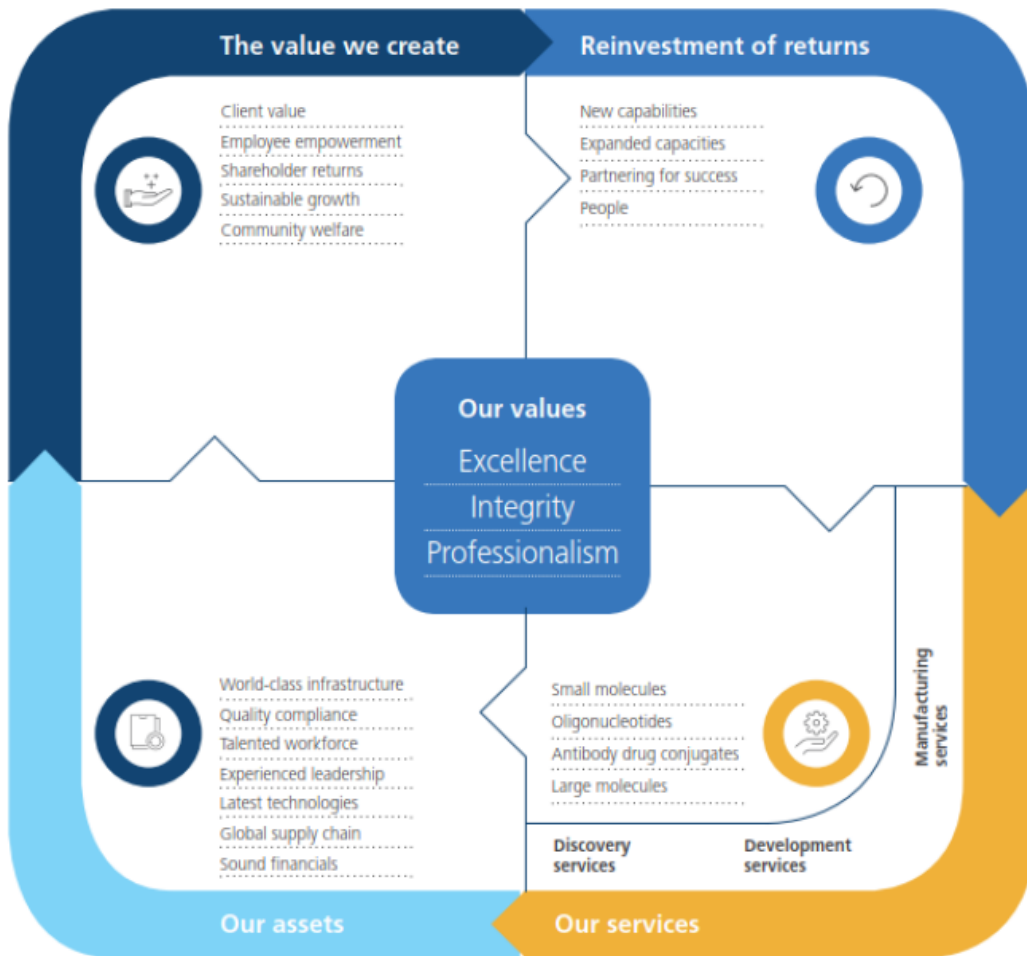 The value we create
Client value
Employee empowerment
Shareholder returns
Sustainable growth
Community welfare
Reinvestment of returns
New capabilities
Expanded capacities
Partnering for success
People
Our values
Excellence
Integrity
Professionalism
World-class infrastructure
Quality compliance
Talented workforce
Experienced leadership
Latest technologies
Global supply chain
Sound financials
Our assets
Small molecules
Oligonucleotides
Antibody drug conjugates
Large molecules
Discovery
services
Development
services
Manufacturing
services
Our services